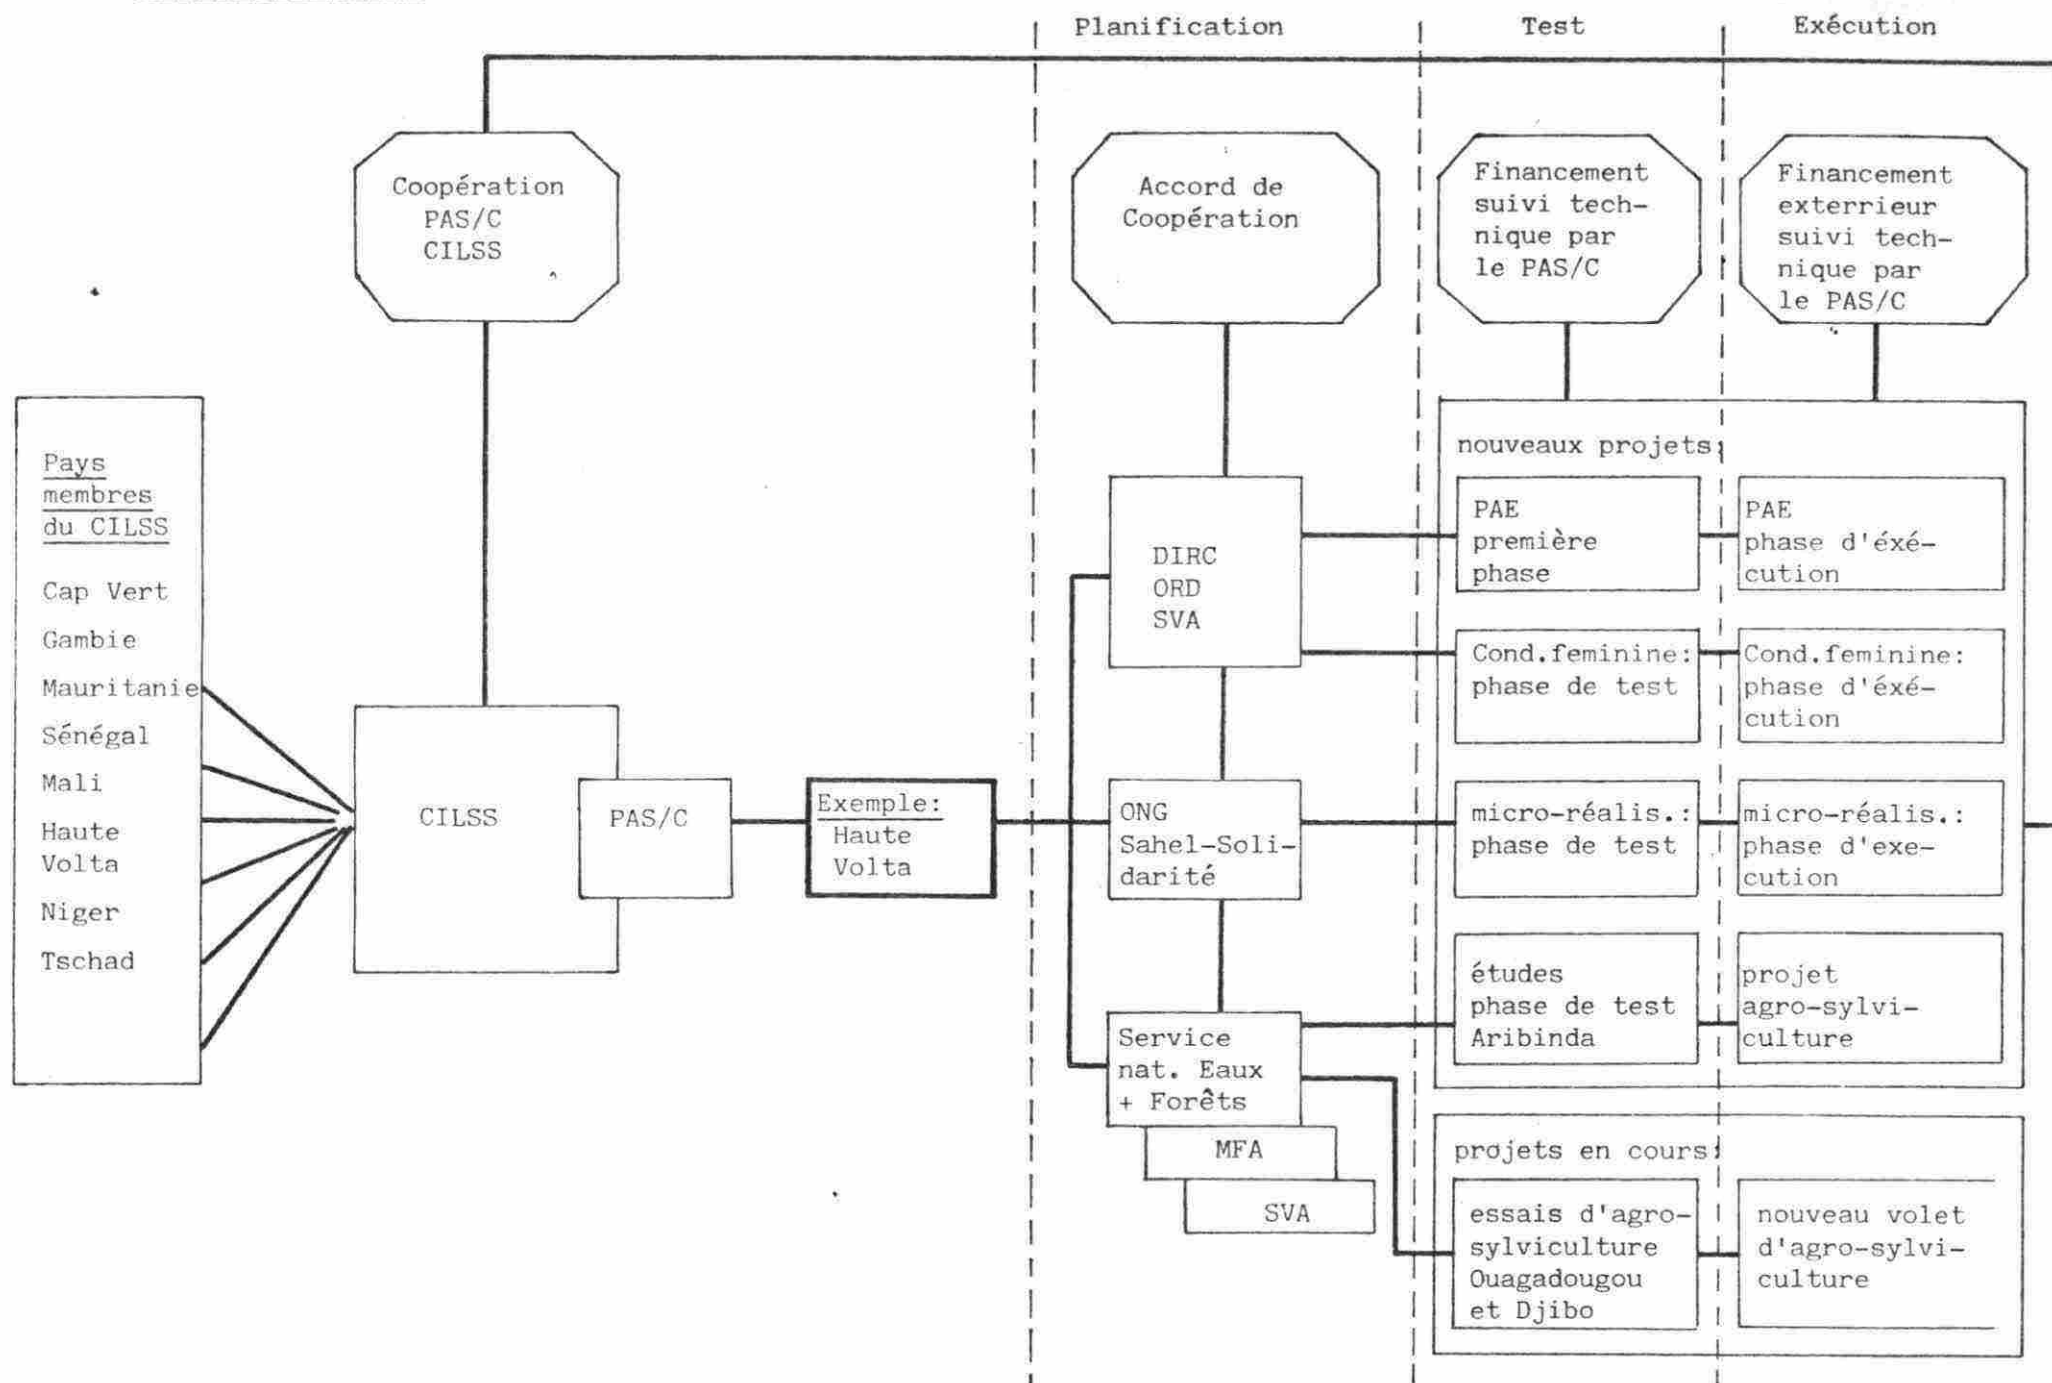 Planification
Test
Exécution
Coopération
PAS/C
CILSS
Accord de
Coopération
Financement
suivi tech-
nique par
le PAS/C
Financement
exterrieur
suivi tech-
nique par
le PAS/C
Pays
membres
du CILSS
Cap Vert
Gambie
Mauritanie
Sénégal
Mali
Haute
Volta
Niger
Tschad
CILSS
PAS/C
Exemple:
Haute
Volta
DIRC
ORD
SVA
ONG
Sahel-Soli-
darité
Service
nat. Eaux
+ Forêts
MFA
SVA
nouveaux projets:
PAE
première
phase
PAE
phase d'éxé-
cution
Cond.feminine:
phase de test
Cond.feminine:
phase d'éxé-
cution
micro-réalis.:
phase de test
micro-réalis.:
phase d'exe-
cution
études
phase de test
Aribinda
projet
agro-sylvi-
culture
projets en cours:
essais d'agro-
sylviculture
Ouagadougou
et Djibo
nouveau volet
d'agro-sylvi-
culture